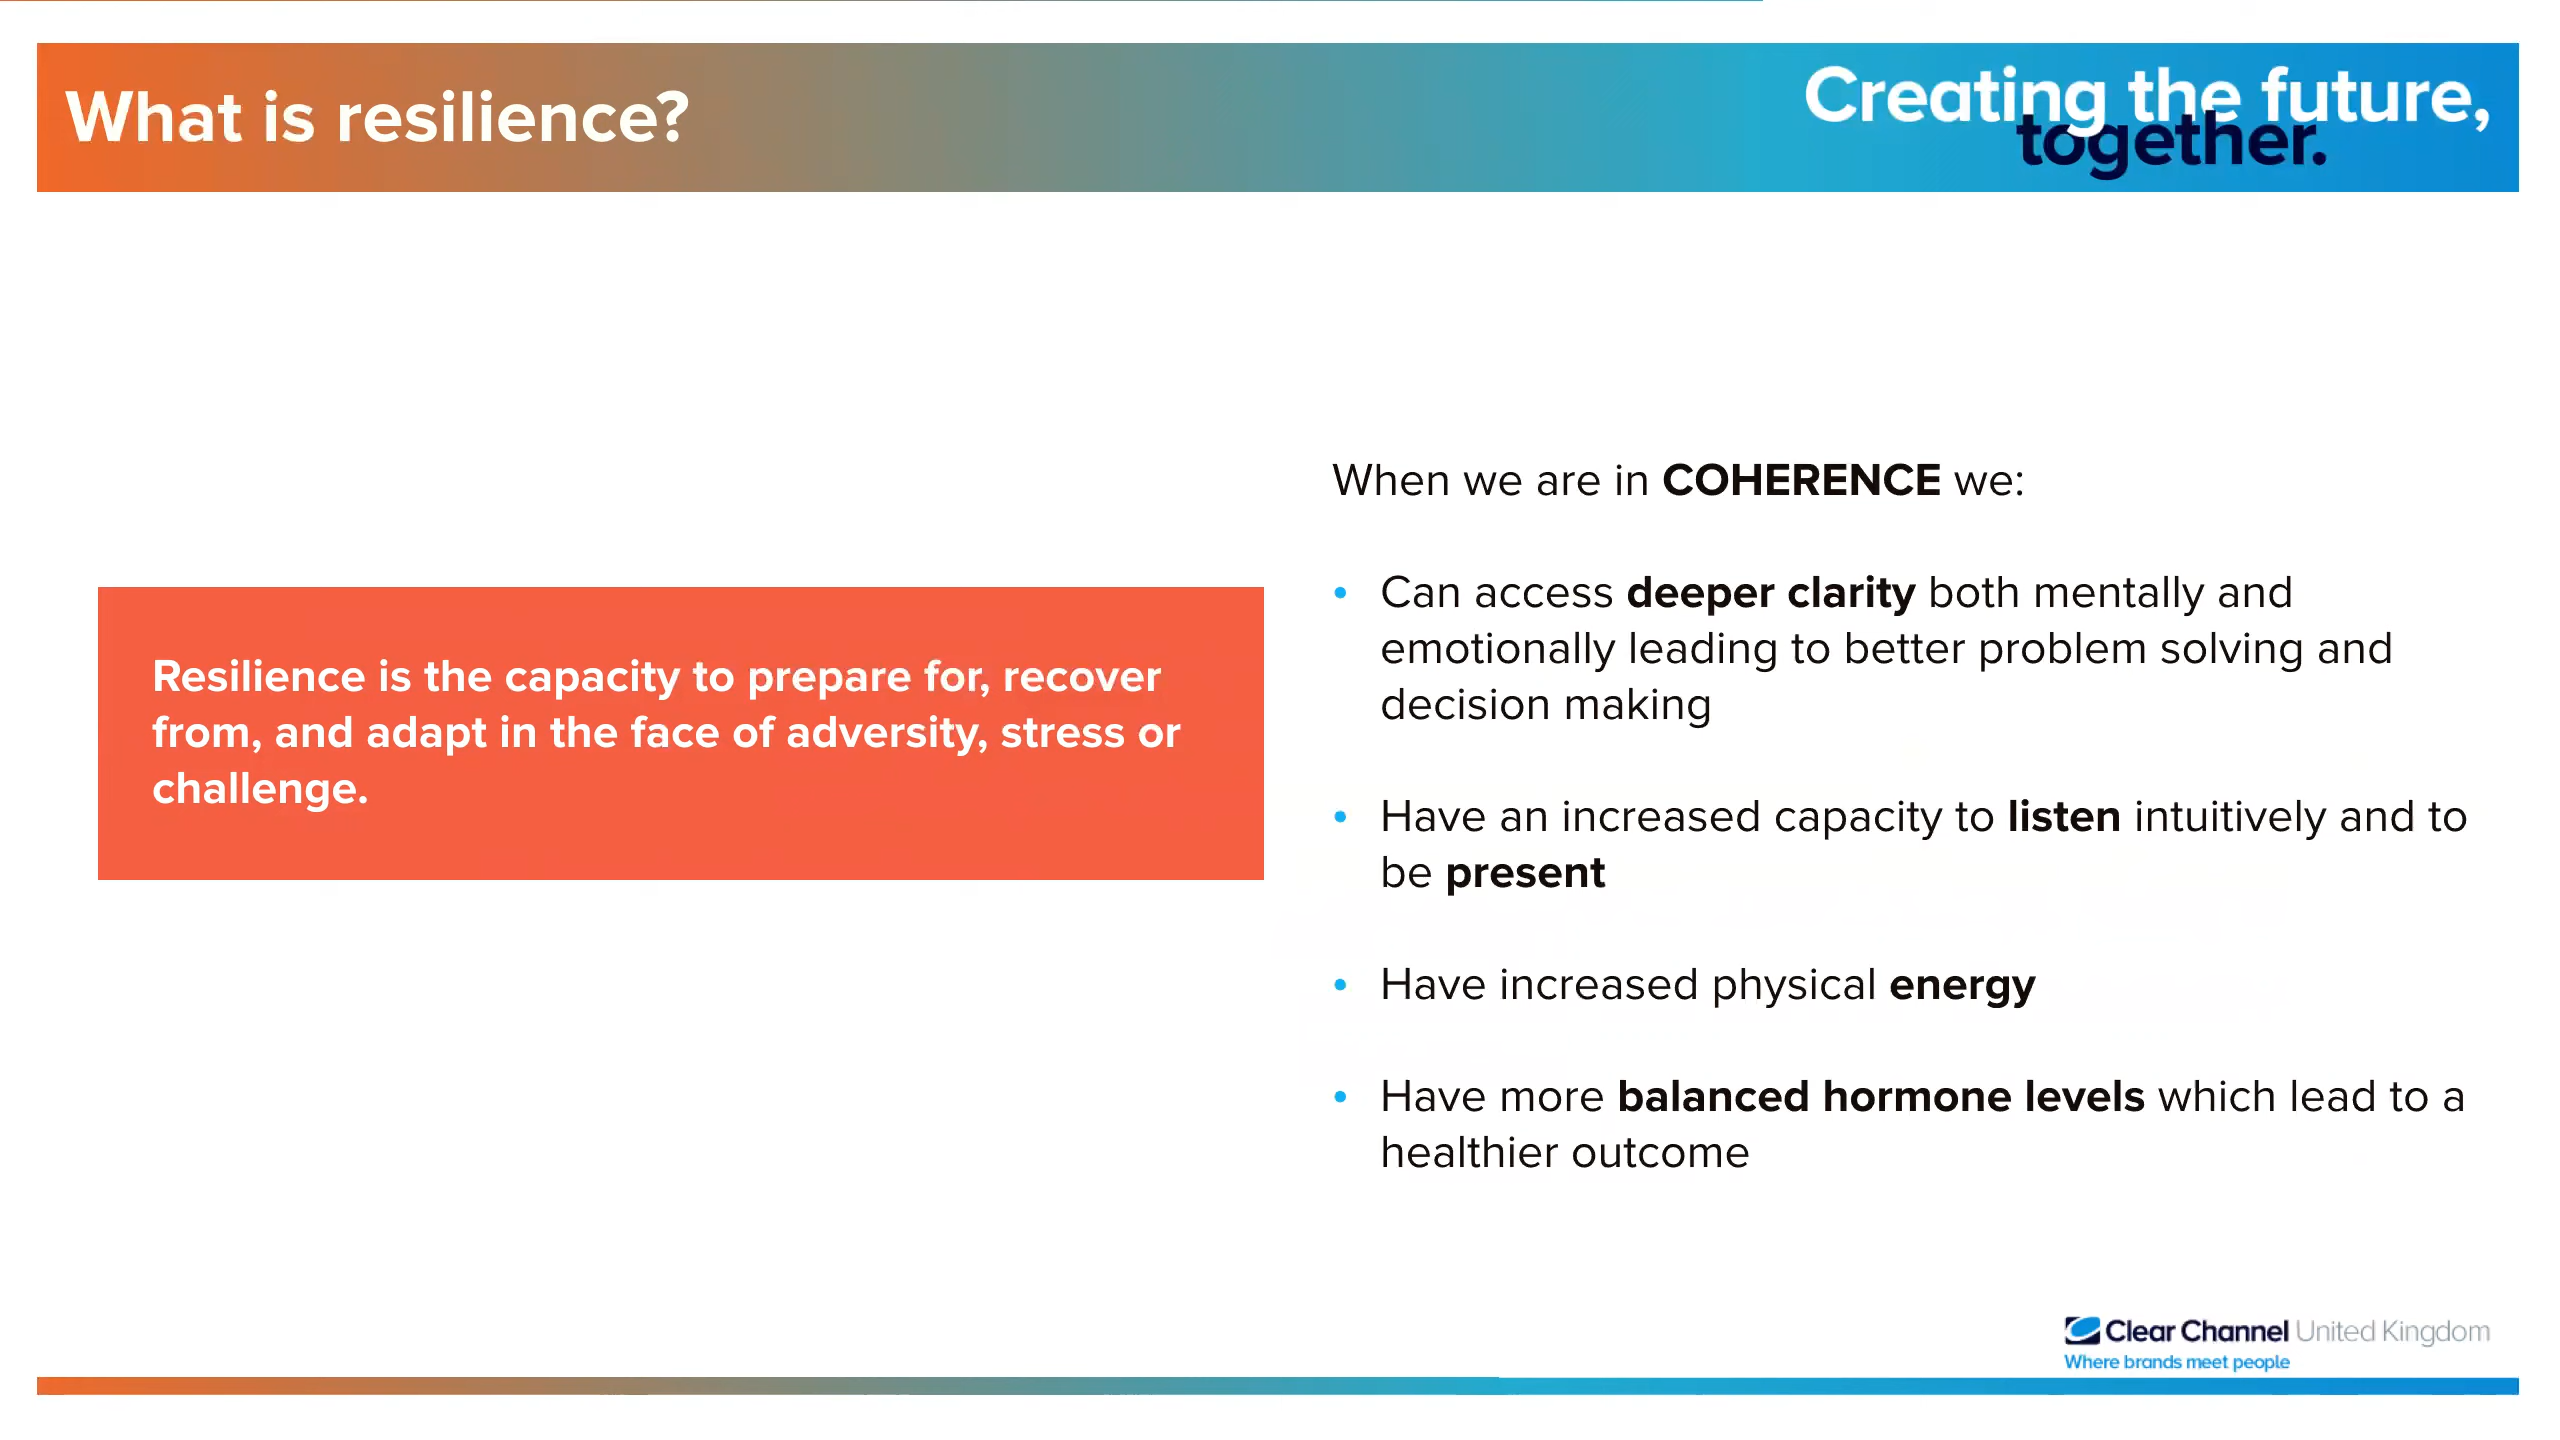 What is resilience?
Creating the future,
together.
Resilience is the capacity to prepare for, recover
from, and adapt in the face of adversity, stress or
challenge.
When we are in COHERENCE we:
• Can access deeper clarity both mentally and
emotionally leading to better problem solving and
decision making
• Have an increased capacity to listen intuitively and to
be present
• Have increased physical energy
• Have more balanced hormone levels which lead to a
healthier outcome
Clear Channel United Kingdom
Where brands meet people